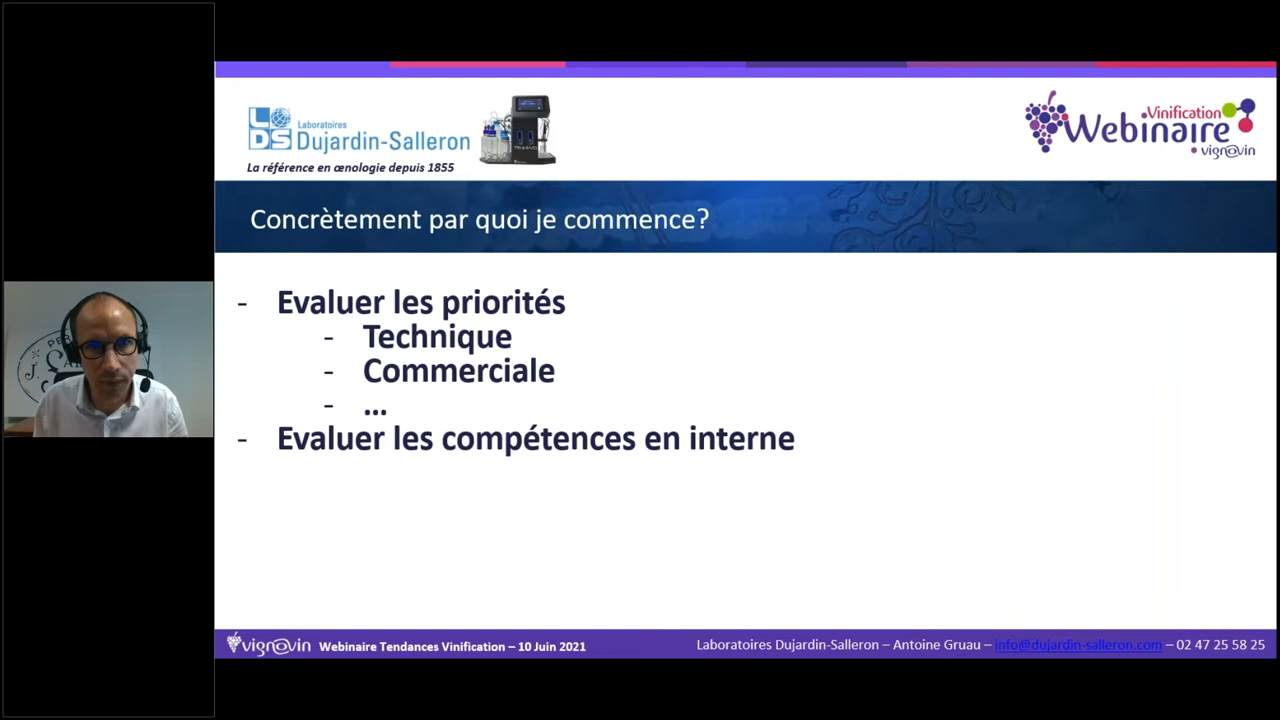 LDS
Laboratoires
Dujardin-Salleron
La référence en œnologie depuis 1855
Vinification
Webinaire
vign@vin
Concrètement par quoi je commence?
- Evaluer les priorités
- Technique
- Commerciale
- ...
- Evaluer les compétences en interne
vign@vin Webinaire Tendances Vinification – 10 Juin 2021
Laboratoires Dujardin-Salleron – Antoine Gruau – info@dujardin-salleron.com – 02 47 25 58 25